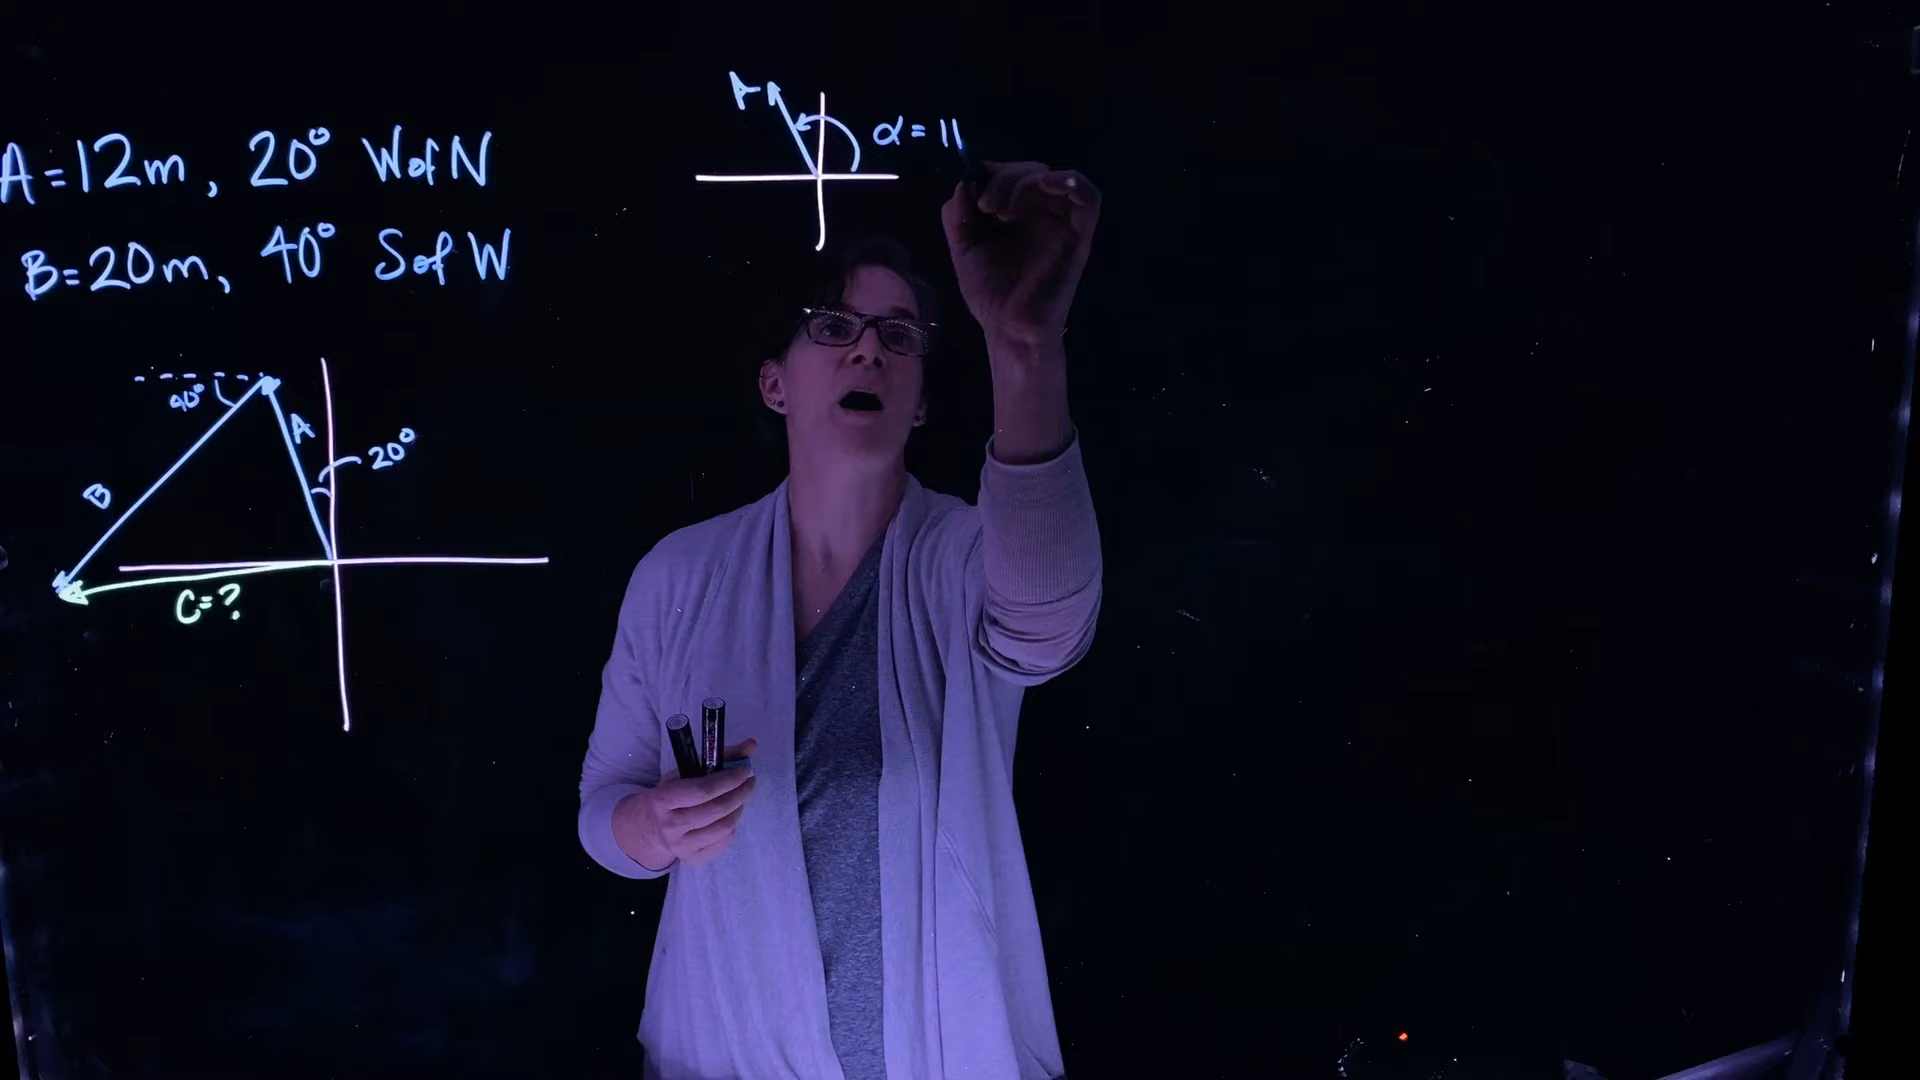 A=12m, 20° W of N
B=20m, 40° S of W
A
α=11
40°
A
20°
B
C=?